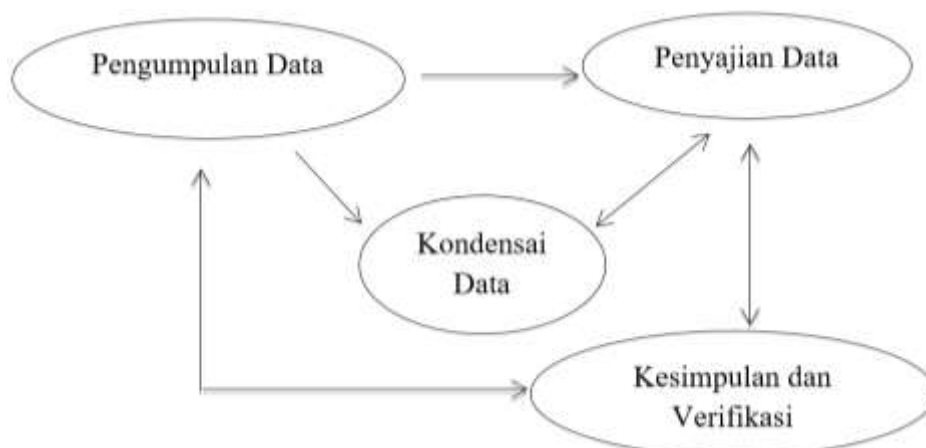 Pengumpulan Data
Penyajian Data
Kondensai
Data
Kesimpulan dan
Verifikasi